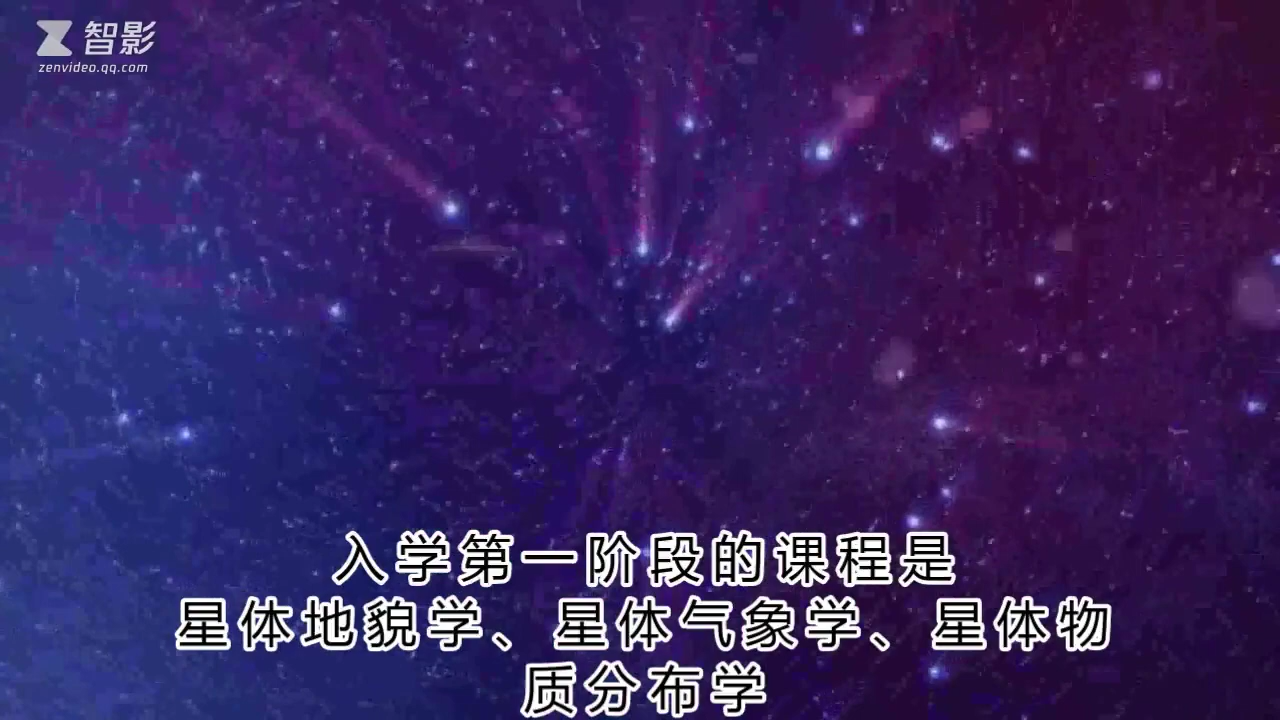 智影
zenvideo.qq.com
入学第一阶段的课程是
星体地貌学、星体气象学、星体物
质分布学